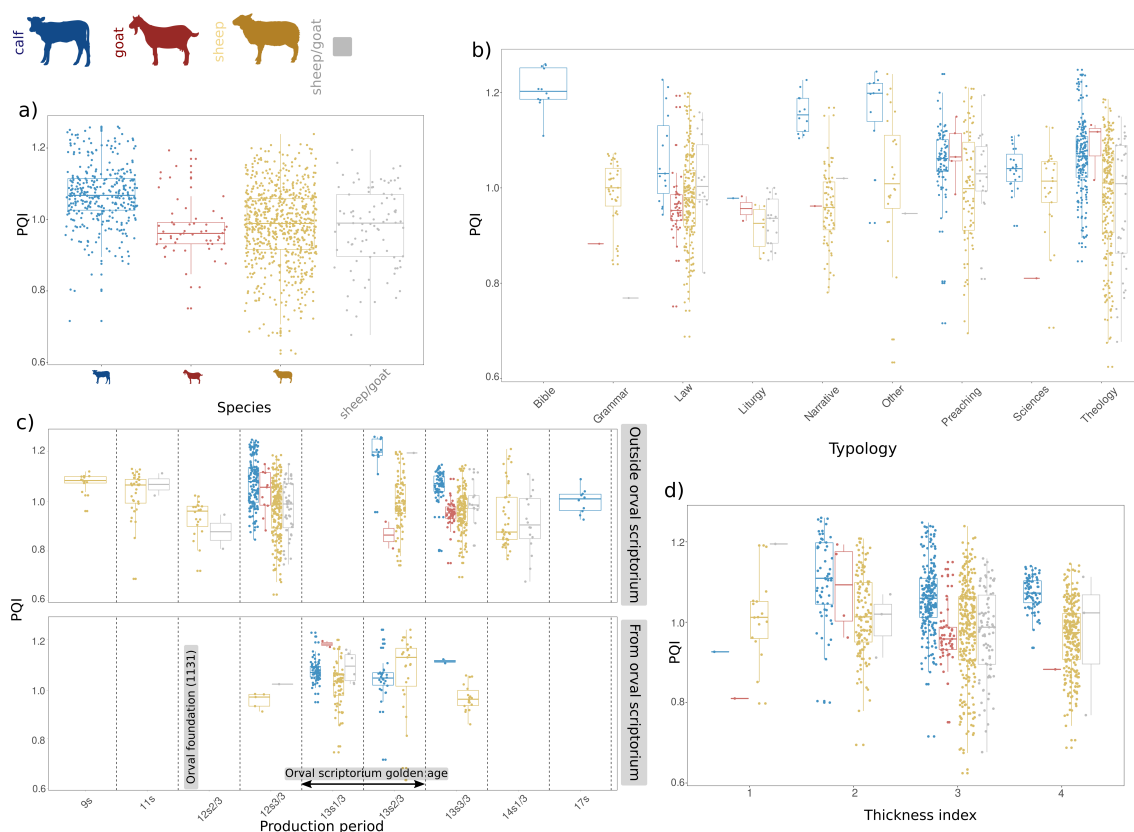 calf
goat
sheep
sheep/goat
a)
PQI
1.2
1.0
0.8
0.6
sheep/goat
Species
b)
PQI
1.2
1.0
0.8
0.6
Bible
Grammar
Law
Liturgy
Narrative
Other
Preaching
Sciences
Theology
Typology
c)
PQI
1.2
1.0
0.8
0.6
Outside orval scriptorium
1.2
1.0
0.8
0.6
From orval scriptorium
Orval foundation (1131)
Orval scriptorium golden age
9s
11s
12s2/3
12s3/3
13s1/3
13s2/3
13s3/3
14s1/3
17s
Production period
d)
PQI
1.2
1.0
0.8
0.6
1
2
3
4
Thickness index